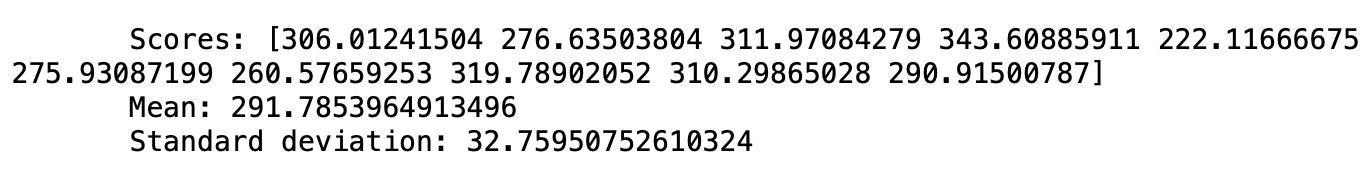 Scores: [306.01241504 276.63503804 311.97084279 343.60885911 222.11666675
275.93087199 260.57659253 319.78902052 310.29865028 290.91500787]
Mean: 291.7853964913496
Standard deviation: 32.75950752610324